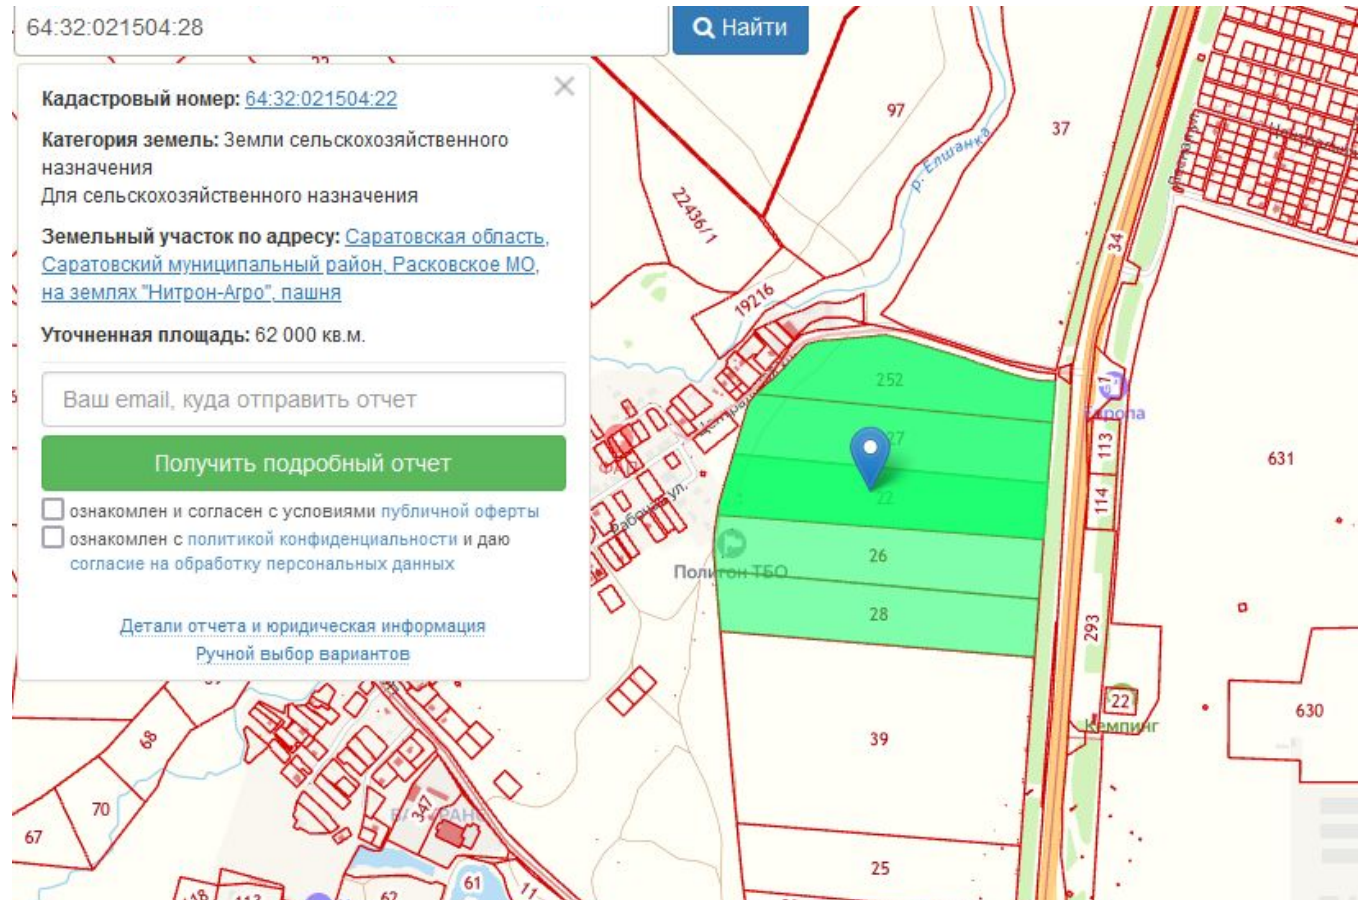 64:32:021504:28
Найти
Кадастровый номер: 64:32:021504:22
Категория земель: Земли сельскохозяйственного
назначения
Для сельскохозяйственного назначения
Земельный участок по адресу: Саратовская область,
Саратовский муниципальный район, Расковское МО,
на землях "Нитрон-Агро", пашня
Уточненная площадь: 62 000 кв.м.
Ваш email, куда отправить отчет
Получить подробный отчет
ознакомлен и согласен с условиями публичной оферты
ознакомлен с политикой конфиденциальности и даю
согласие на обработку персональных данных
Детали отчета и юридическая информация
Ручной выбор вариантов
97
37
р. Елшанка
22436/1
34
19216
252
27
22
26
28
Полигон ТБО
Рабочая ул.
113
114
631
293
22
Кемпинг
630
39
25
68
70
67
347
61
62
11